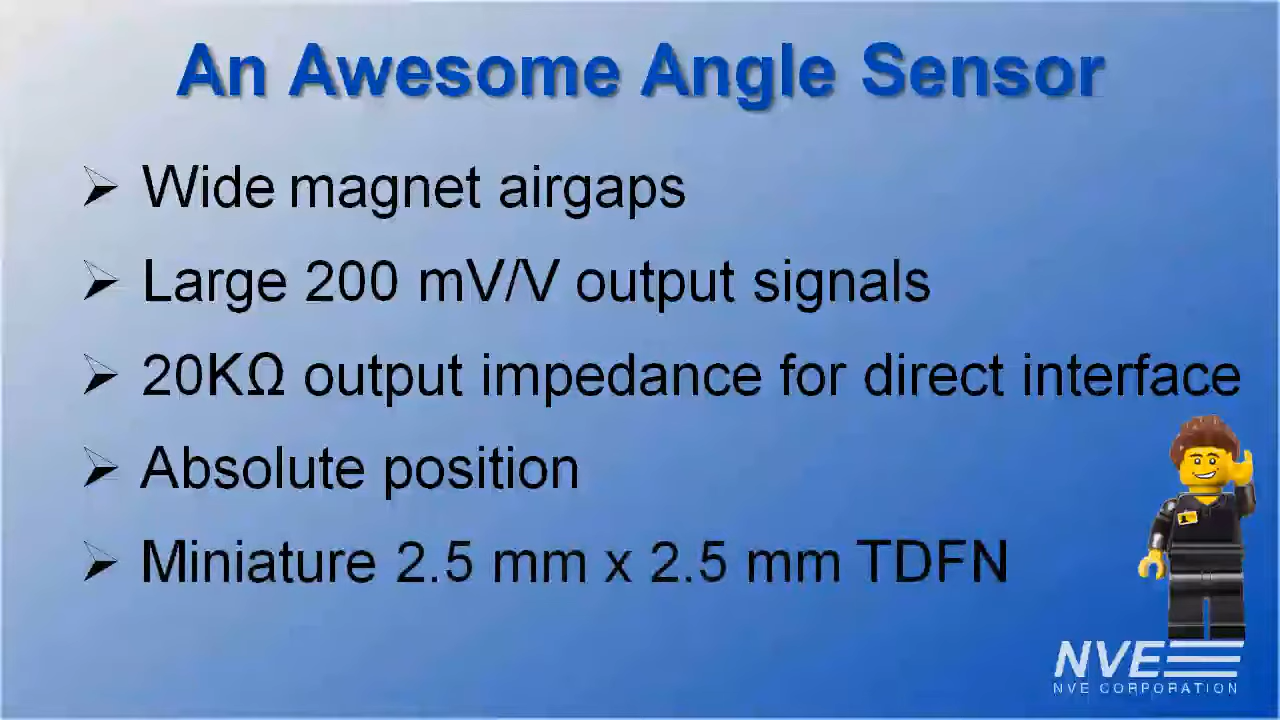 An Awesome Angle Sensor
➢ Wide magnet airgaps
➢ Large 200 mV/V output signals
➢ 20KΩ output impedance for direct interface
➢ Absolute position
➢ Miniature 2.5 mm x 2.5 mm TDFN
NVE
NVE CORPORATION